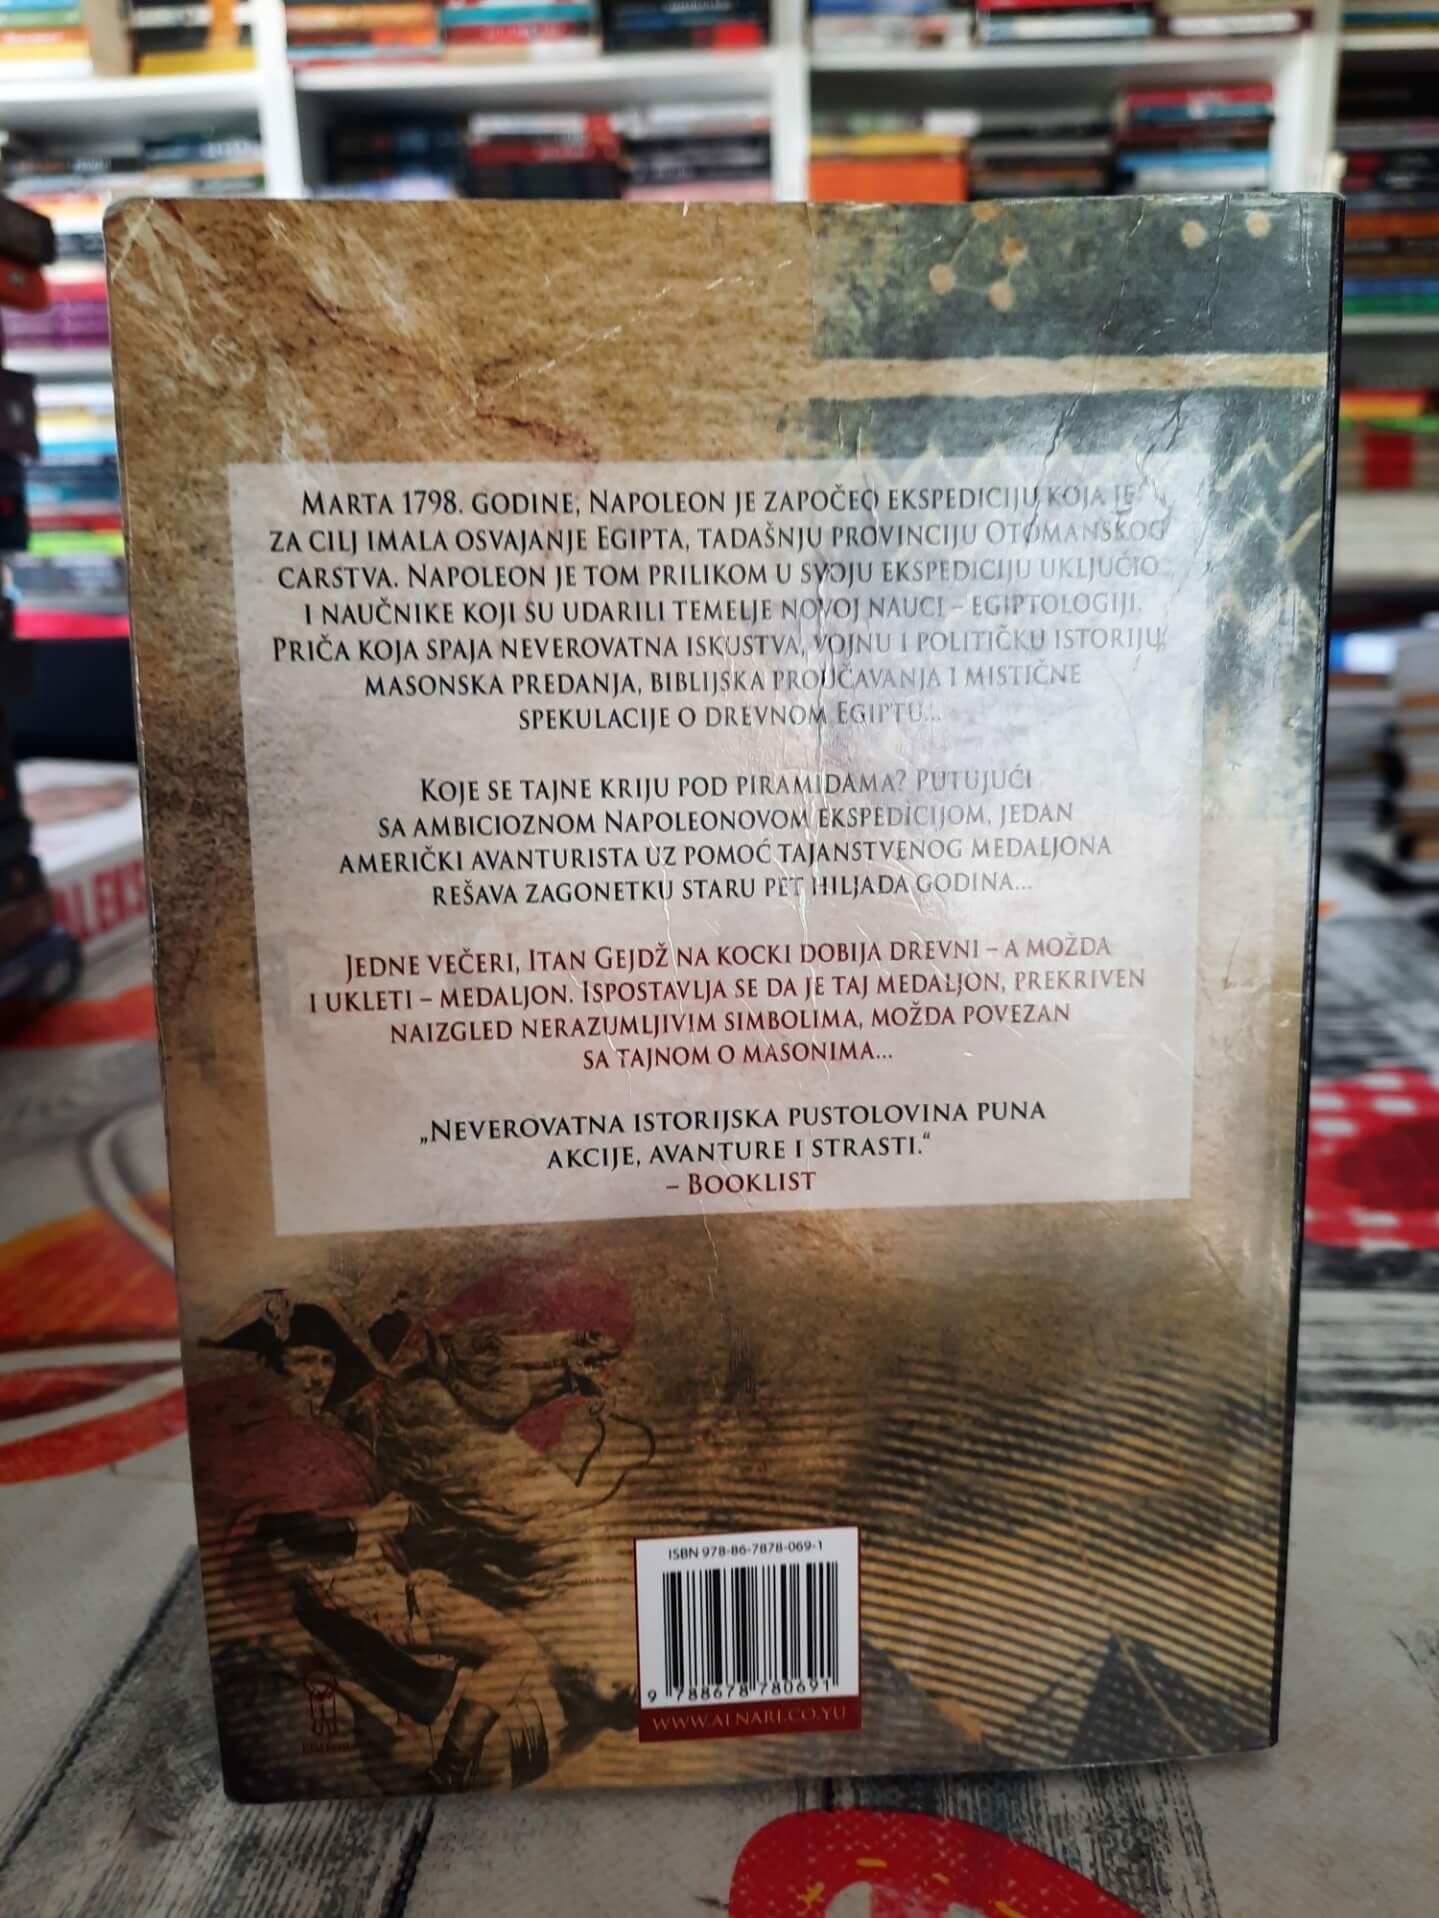 Marta 1798. godine, Napoleon je započeo ekspediciju koja je
za cilj imala osvajanje Egipta, tadašnju provinciju Otomanskog
carstva. Napoleon je tom prilikom u svoju ekspediciju uključio
i naučnike koji su udarili temelje novoj nauci – egiptologiji.
Priča koja spaja neverovatna iskustva, vojnu i političku istoriju,
masonska predanja, biblijska proučavanja i mistične
spekulacije o drevnom Egiptu...
Koje se tajne kriju pod piramidama? Putujući
sa ambicioznom Napoleonovom ekspedicijom, jedan
američki avanturista uz pomoć tajanstvenog medaljona
rešava zagonetku staru pet hiljada godina...
Jedne večeri, Itan Gejdž na kocki dobija drevni – a možda
i ukleti – medaljon. Ispostavlja se da je taj medaljon, prekriven
naizgled nerazumljivim simbolima, možda povezan
sa tajnom o masonima...
„Neverovatna istorijska pustolovina puna
akcije, avanture i strasti.“
– Booklist
ISBN 978-86-7878-069-1
9 788678 780691
WWW.ALNARI.CO.YU
ALEKS